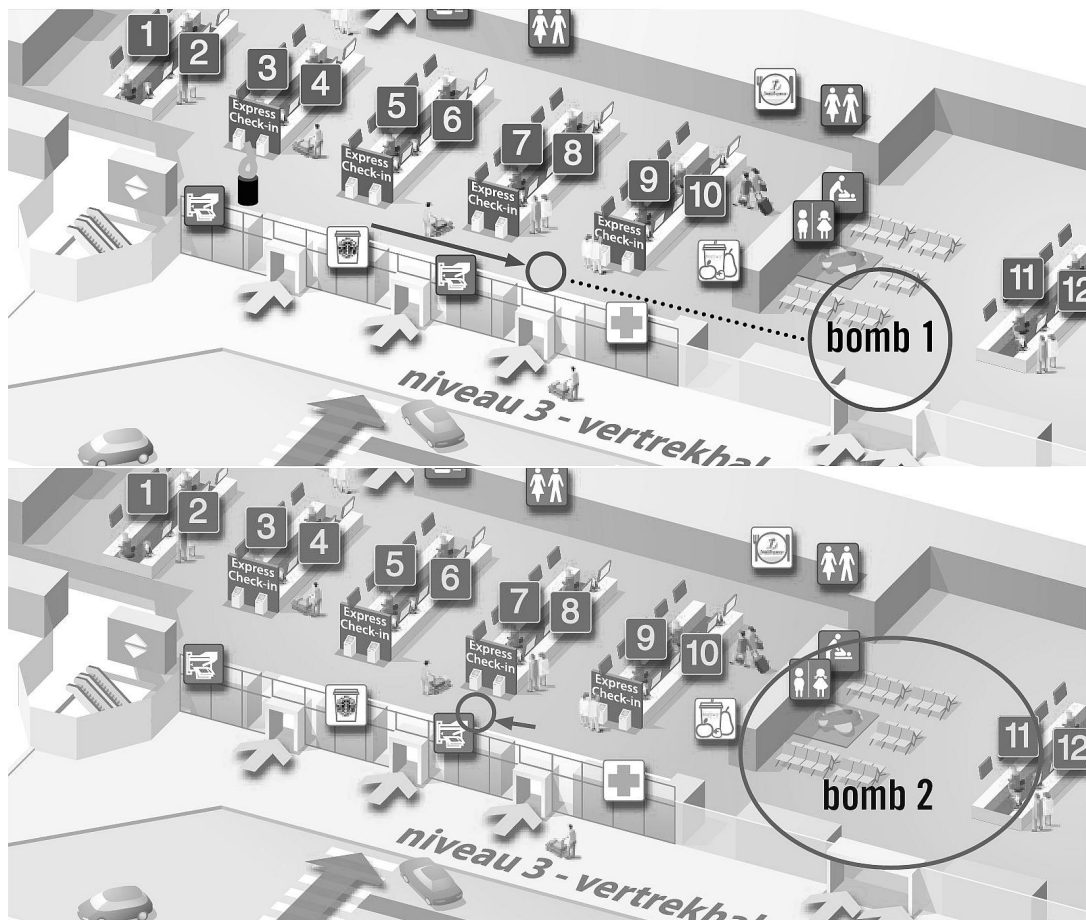 1
2
3
4
Express
Check-in
5
6
Express
Check-in
7
8
Express
Check-in
9
10
Express
Check-in
11
12
bomb 1
niveau 3 - vertrekhal
1
2
3
4
Express
Check-in
5
6
Express
Check-in
7
8
Express
Check-in
9
10
Express
Check-in
11
12
bomb 2
niveau 3 - vertrekhal